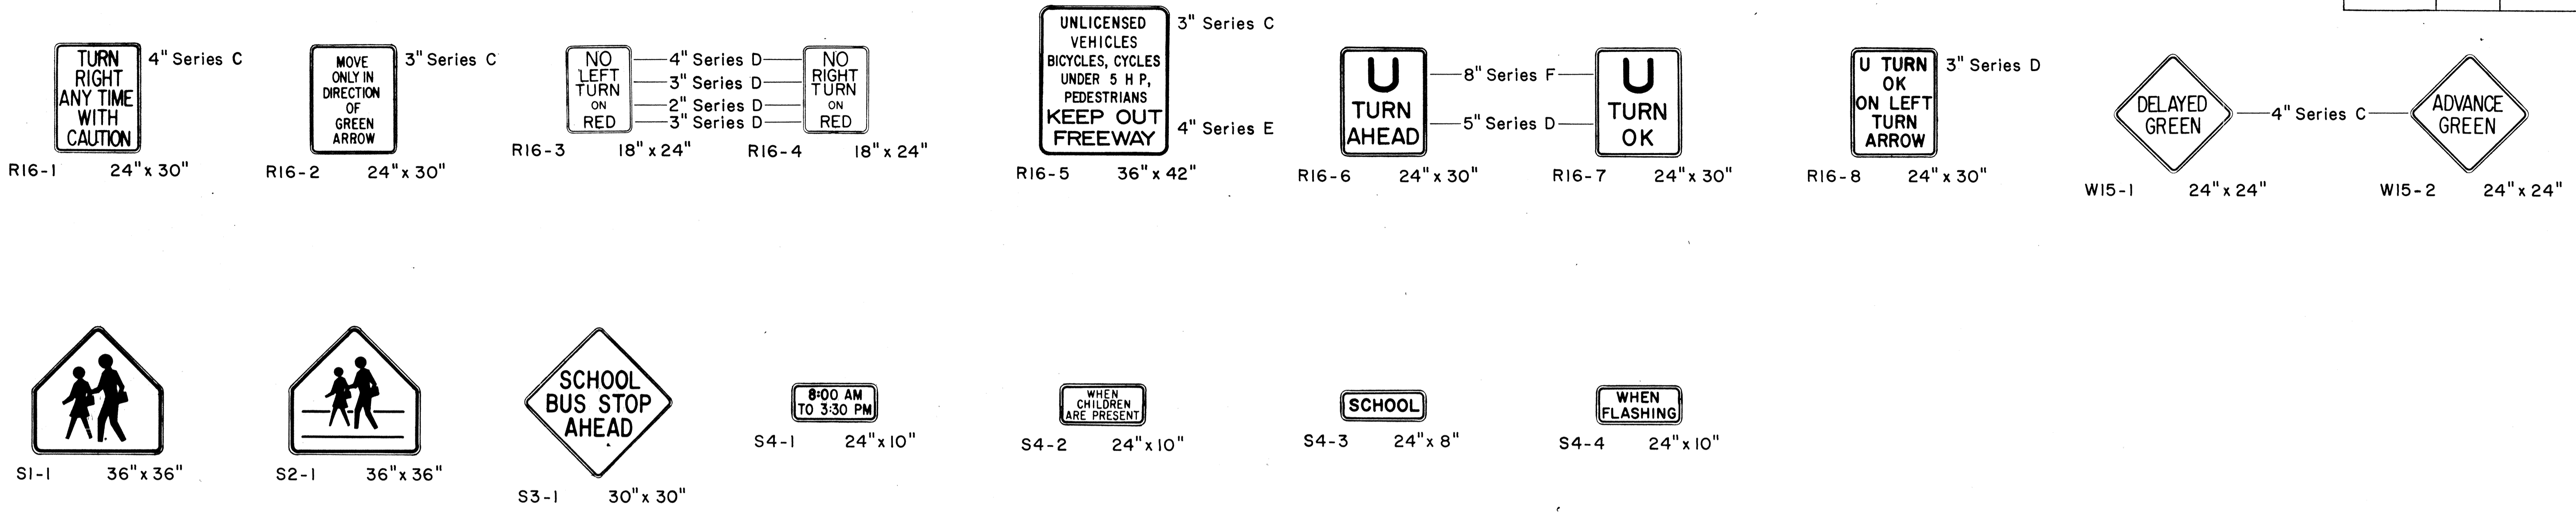 TURN
RIGHT
ANY TIME
WITH
CAUTION
4" Series C
R16-1 24"x 30"
MOVE
ONLY IN
DIRECTION
OF
GREEN
ARROW
3" Series C
R16-2 24"x 30"
NO
LEFT
TURN
ON
RED
4" Series D
3" Series D
2" Series D
3" Series D
NO
RIGHT
TURN
ON
RED
R16-3 18"x 24"
R16-4 18"x 24"
UNLICENSED
VEHICLES
BICYCLES, CYCLES
UNDER 5 H P,
PEDESTRIANS
KEEP OUT
FREEWAY
3" Series C
4" Series E
R16-5 36"x 42"
U
TURN
AHEAD
8" Series F
5" Series D
U
TURN
OK
R16-6 24"x 30"
R16-7 24"x 30"
U TURN
OK
ON LEFT
TURN
ARROW
3" Series D
R16-8 24"x 30"
DELAYED
GREEN
4" Series C
ADVANCE
GREEN
W15-1 24"x 24"
W15-2 24"x 24"
S1-1 36"x 36"
S2-1 36"x 36"
SCHOOL
BUS STOP
AHEAD
S3-1 30"x 30"
8:00 AM
TO 3:30 PM
S4-1 24"x 10"
WHEN
CHILDREN
ARE PRESENT
S4-2 24"x 10"
SCHOOL
S4-3 24"x 8"
WHEN
FLASHING
S4-4 24"x 10"